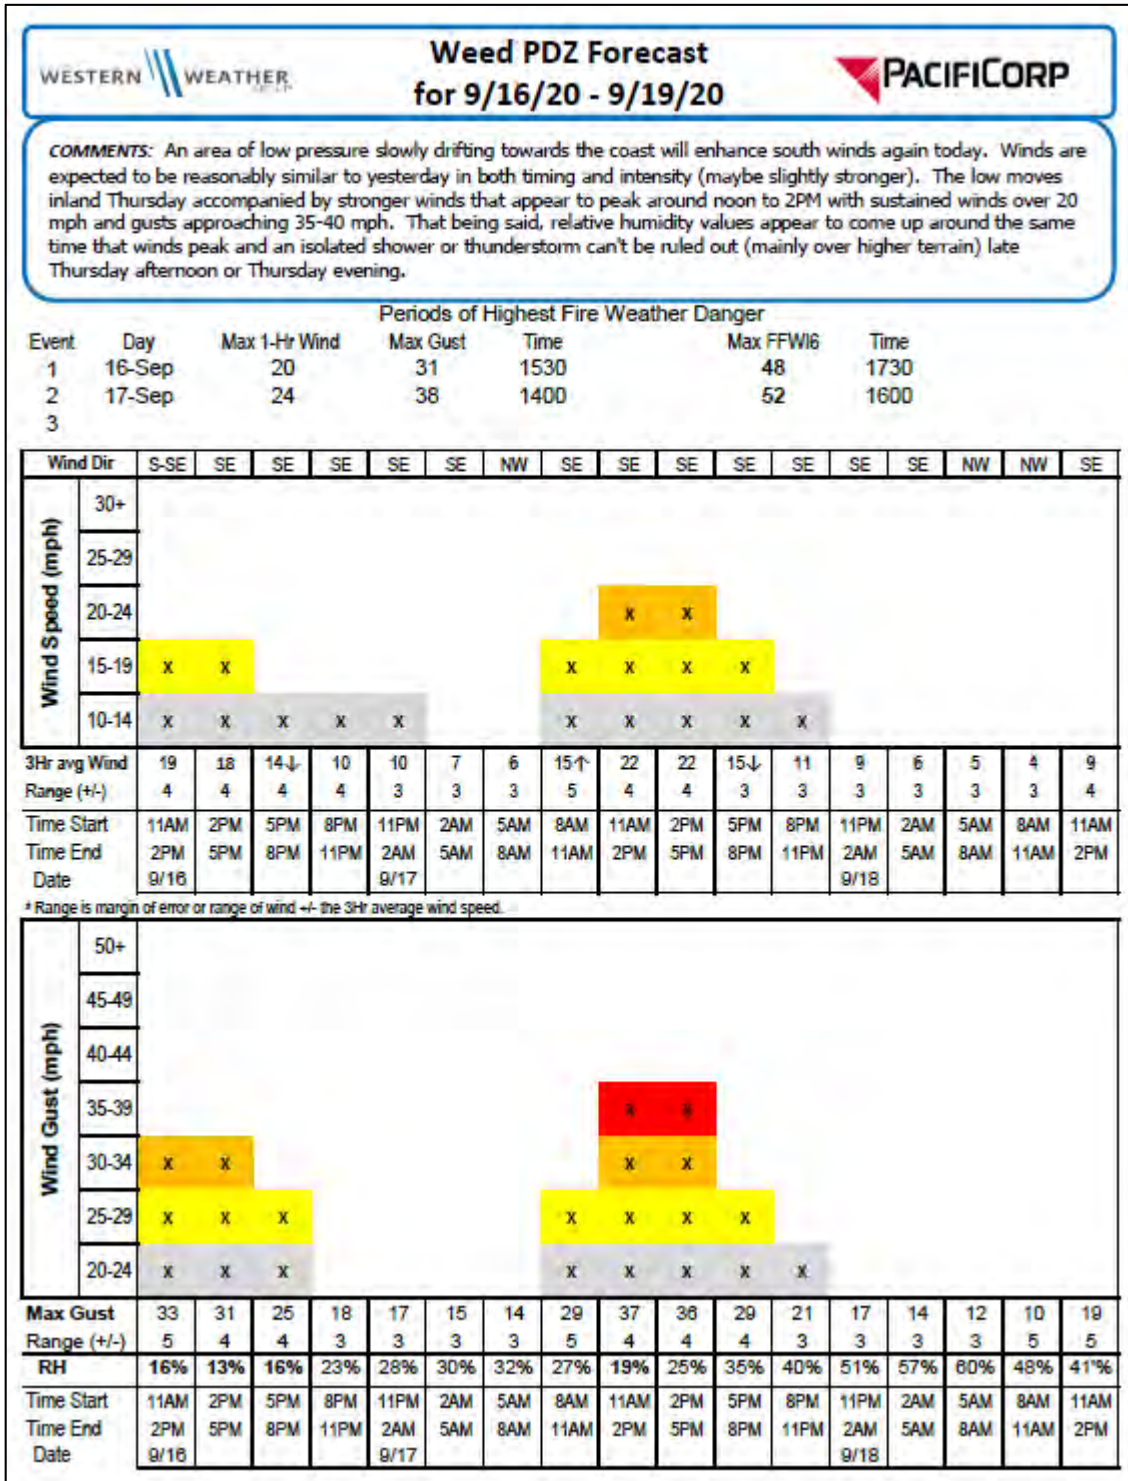 WESTERN WEATHER
Weed PDZ Forecast
for 9/16/20 - 9/19/20
PACIFICORP
COMMENTS: An area of low pressure slowly drifting towards the coast will enhance south winds again today. Winds are
expected to be reasonably similar to yesterday in both timing and intensity (maybe slightly stronger). The low moves
inland Thursday accompanied by stronger winds that appear to peak around noon to 2PM with sustained winds over 20
mph and gusts approaching 35-40 mph. That being said, relative humidity values appear to come up around the same
time that winds peak and an isolated shower or thunderstorm can't be ruled out (mainly over higher terrain) late
Thursday afternoon or Thursday evening.
Periods of Highest Fire Weather Danger
Event Day Max 1-Hr Wind Max Gust Time Max FFWI6 Time
1 16-Sep 20 31 1530 48 1730
2 17-Sep 24 38 1400 52 1600
3
Wind Dir S-SE SE SE SE SE SE NW SE SE SE SE SE SE SE NW NW SE
Wind Speed (mph)
30+
25-29
20-24 x x
15-19 x x x x x x
10-14 x x x x x x x x x x
3Hr avg Wind 19 18 14↓ 10 10 7 6 15↑ 22 22 15↓ 11 9 6 5 4 9
Range (+/-) 4 4 4 4 3 3 3 5 4 4 3 3 3 3 3 3 4
Time Start 11AM 2PM 5PM 8PM 11PM 2AM 5AM 8AM 11AM 2PM 5PM 8PM 11PM 2AM 5AM 8AM 11AM
Time End 2PM 5PM 8PM 11PM 2AM 5AM 8AM 11AM 2PM 5PM 8PM 11PM 2AM 5AM 8AM 11AM 2PM
Date 9/16 9/17 9/18
* Range is margin of error or range of wind +/- the 3Hr average wind speed.
Wind Gust (mph)
50+
45-49
40-44
35-39 x x
30-34 x x x x
25-29 x x x x x x x
20-24 x x x x x x x x
Max Gust 33 31 25 18 17 15 14 29 37 36 29 21 17 14 12 10 19
Range (+/-) 5 4 4 3 3 3 3 5 4 4 4 3 3 3 3 5 5
RH 16% 13% 16% 23% 28% 30% 32% 27% 19% 25% 35% 40% 51% 57% 60% 48% 41%
Time Start 11AM 2PM 5PM 8PM 11PM 2AM 5AM 8AM 11AM 2PM 5PM 8PM 11PM 2AM 5AM 8AM 11AM
Time End 2PM 5PM 8PM 11PM 2AM 5AM 8AM 11AM 2PM 5PM 8PM 11PM 2AM 5AM 8AM 11AM 2PM
Date 9/16 9/17 9/18